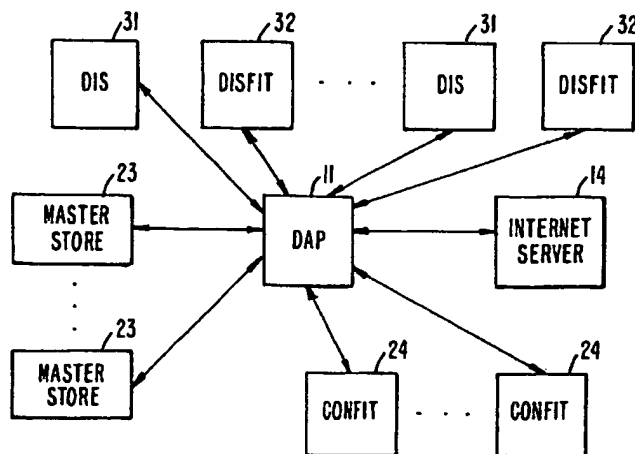 31
32
31
32
DIS
DISFIT
· · ·
DIS
DISFIT
23
11
14
MASTER
STORE
DAP
INTERNET
SERVER
23
24
24
MASTER
STORE
CONFIT
· · ·
CONFIT